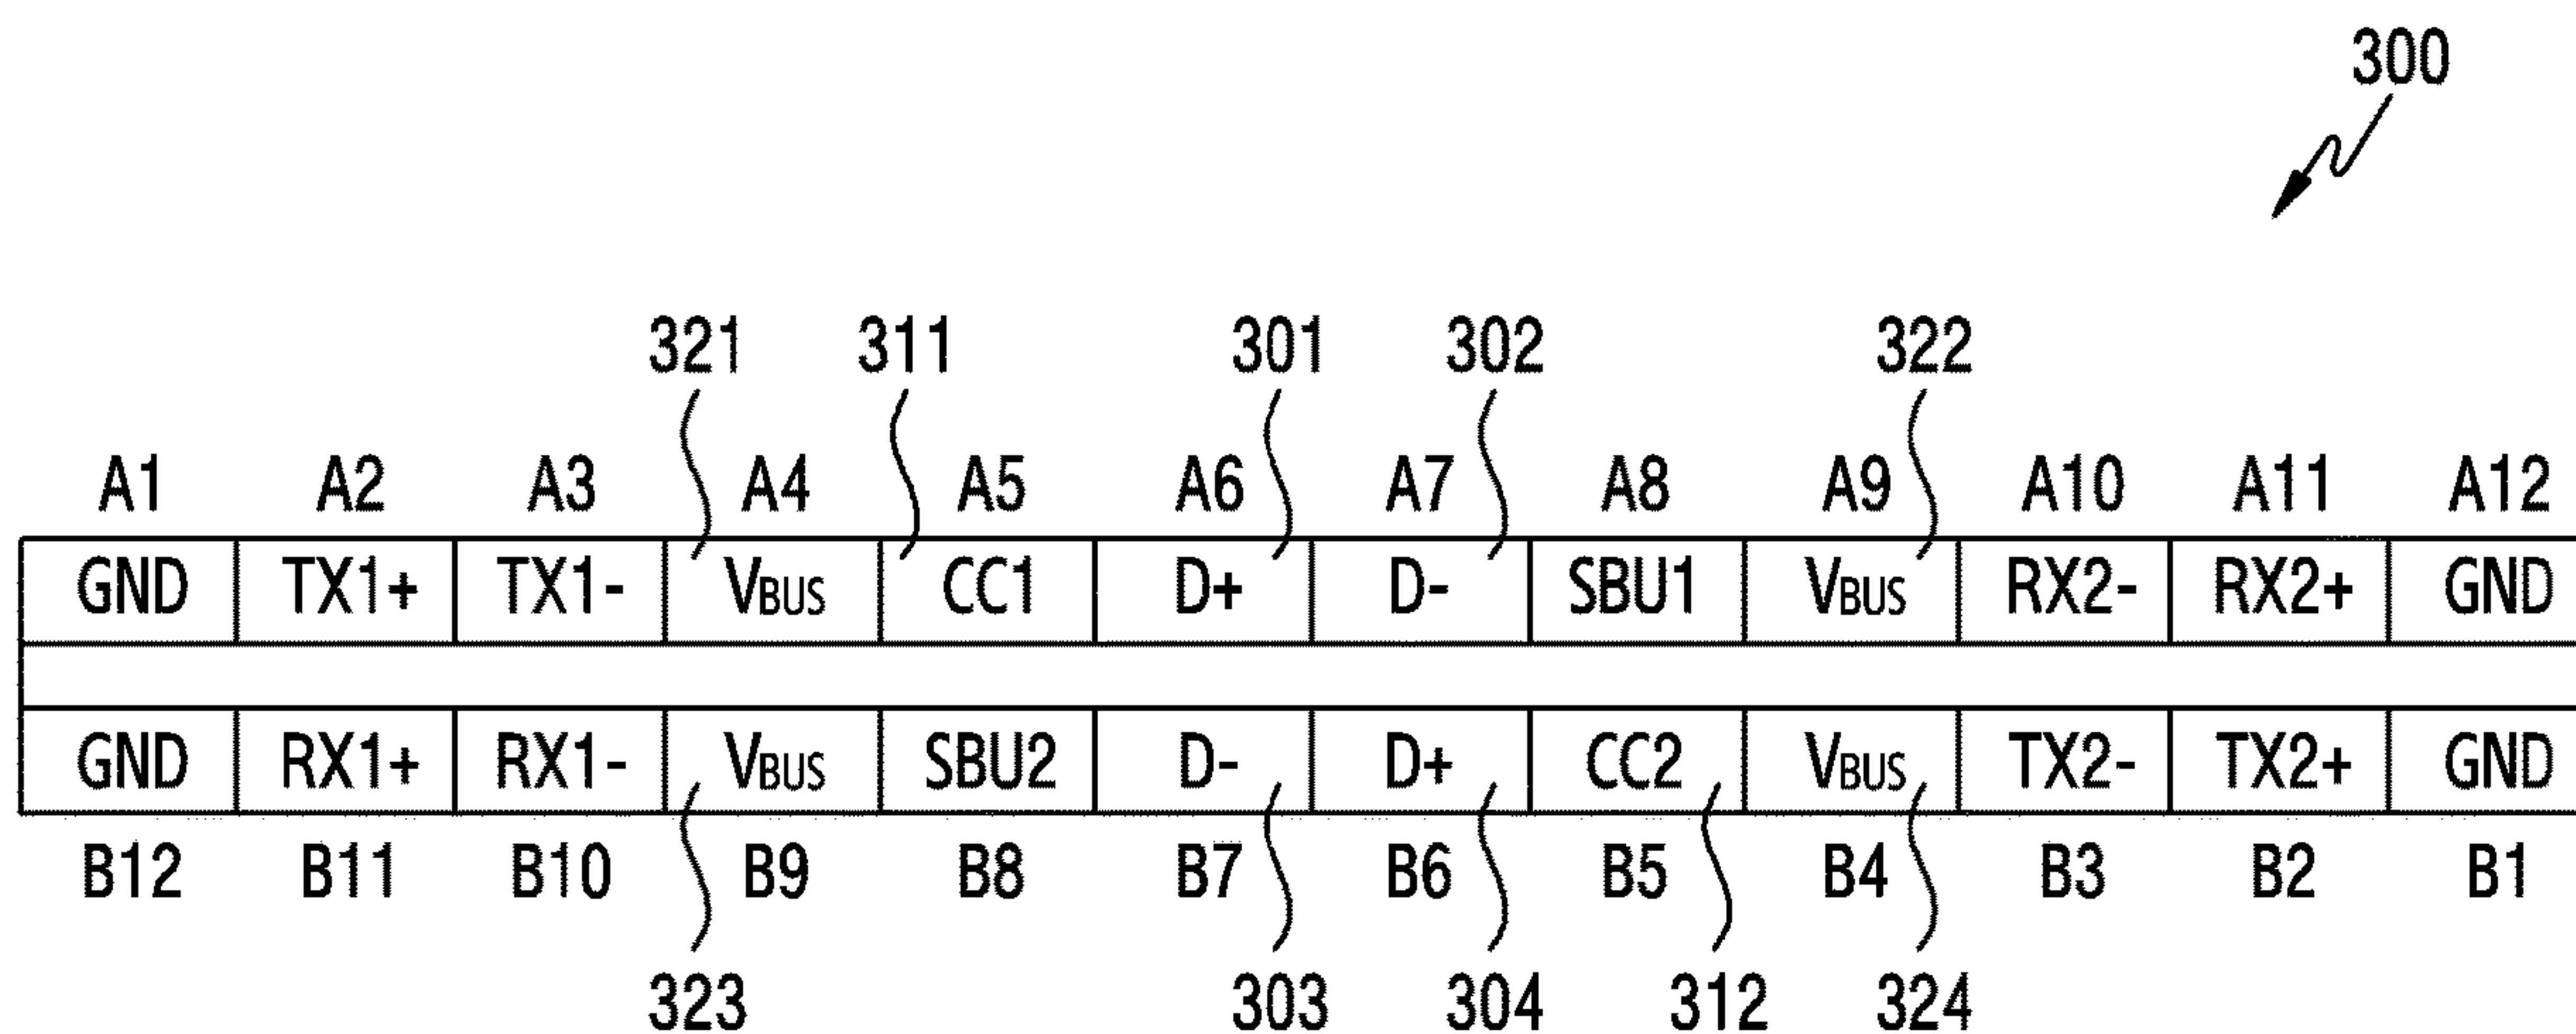 300
321 311 301 302 322
A1 A2 A3 A4 A5 A6 A7 A8 A9 A10 A11 A12
GND TX1+ TX1- VBUS CC1 D+ D- SBU1 VBUS RX2- RX2+ GND
GND RX1+ RX1- VBUS SBU2 D- D+ CC2 VBUS TX2- TX2+ GND
B12 B11 B10 B9 B8 B7 B6 B5 B4 B3 B2 B1
323 303 304 312 324